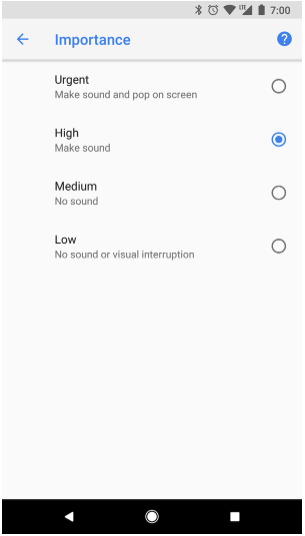 7:00
Importance
Urgent
Make sound and pop on screen
High
Make sound
Medium
No sound
Low
No sound or visual interruption